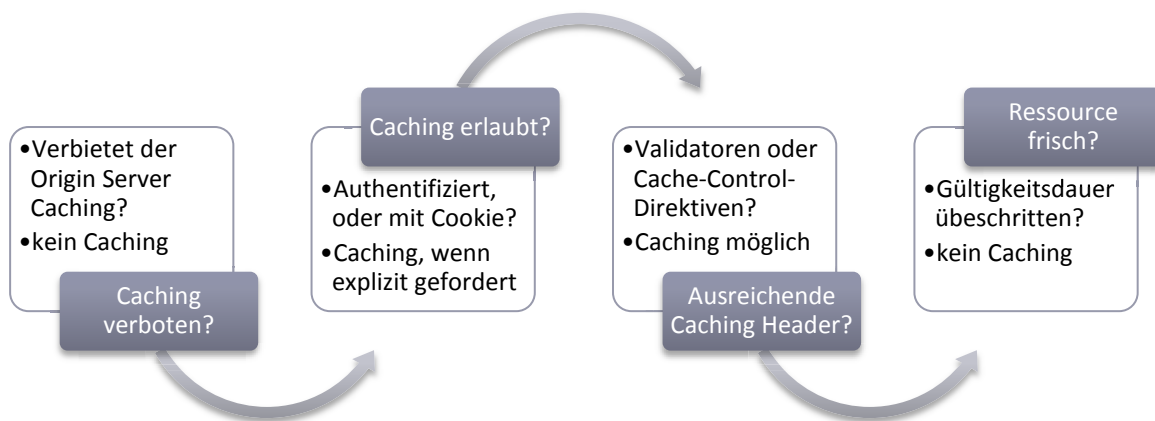 •Verbietet der
Origin Server
Caching?
•kein Caching
Caching
verboten?
Caching erlaubt?
•Authentifiziert,
oder mit Cookie?
•Caching, wenn
explizit gefordert
•Validatoren oder
Cache-Control-
Direktiven?
•Caching möglich
Ausreichende
Caching Header?
Ressource
frisch?
•Gültigkeitsdauer
übeschritten?
•kein Caching